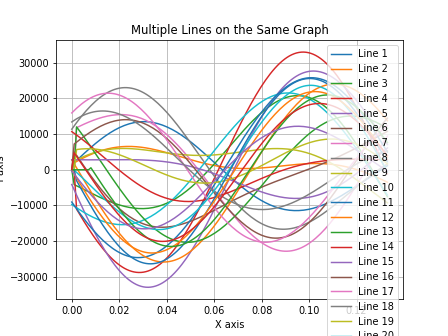 Multiple Lines on the Same Graph
30000
20000
10000
0
−10000
−20000
−30000
0.00
0.02
0.04
0.06
0.08
0.10
X axis
Line 1
Line 2
Line 3
Line 4
Line 5
Line 6
Line 7
Line 8
Line 9
Line 10
Line 11
Line 12
Line 13
Line 14
Line 15
Line 16
Line 17
Line 18
Line 19
Line 20